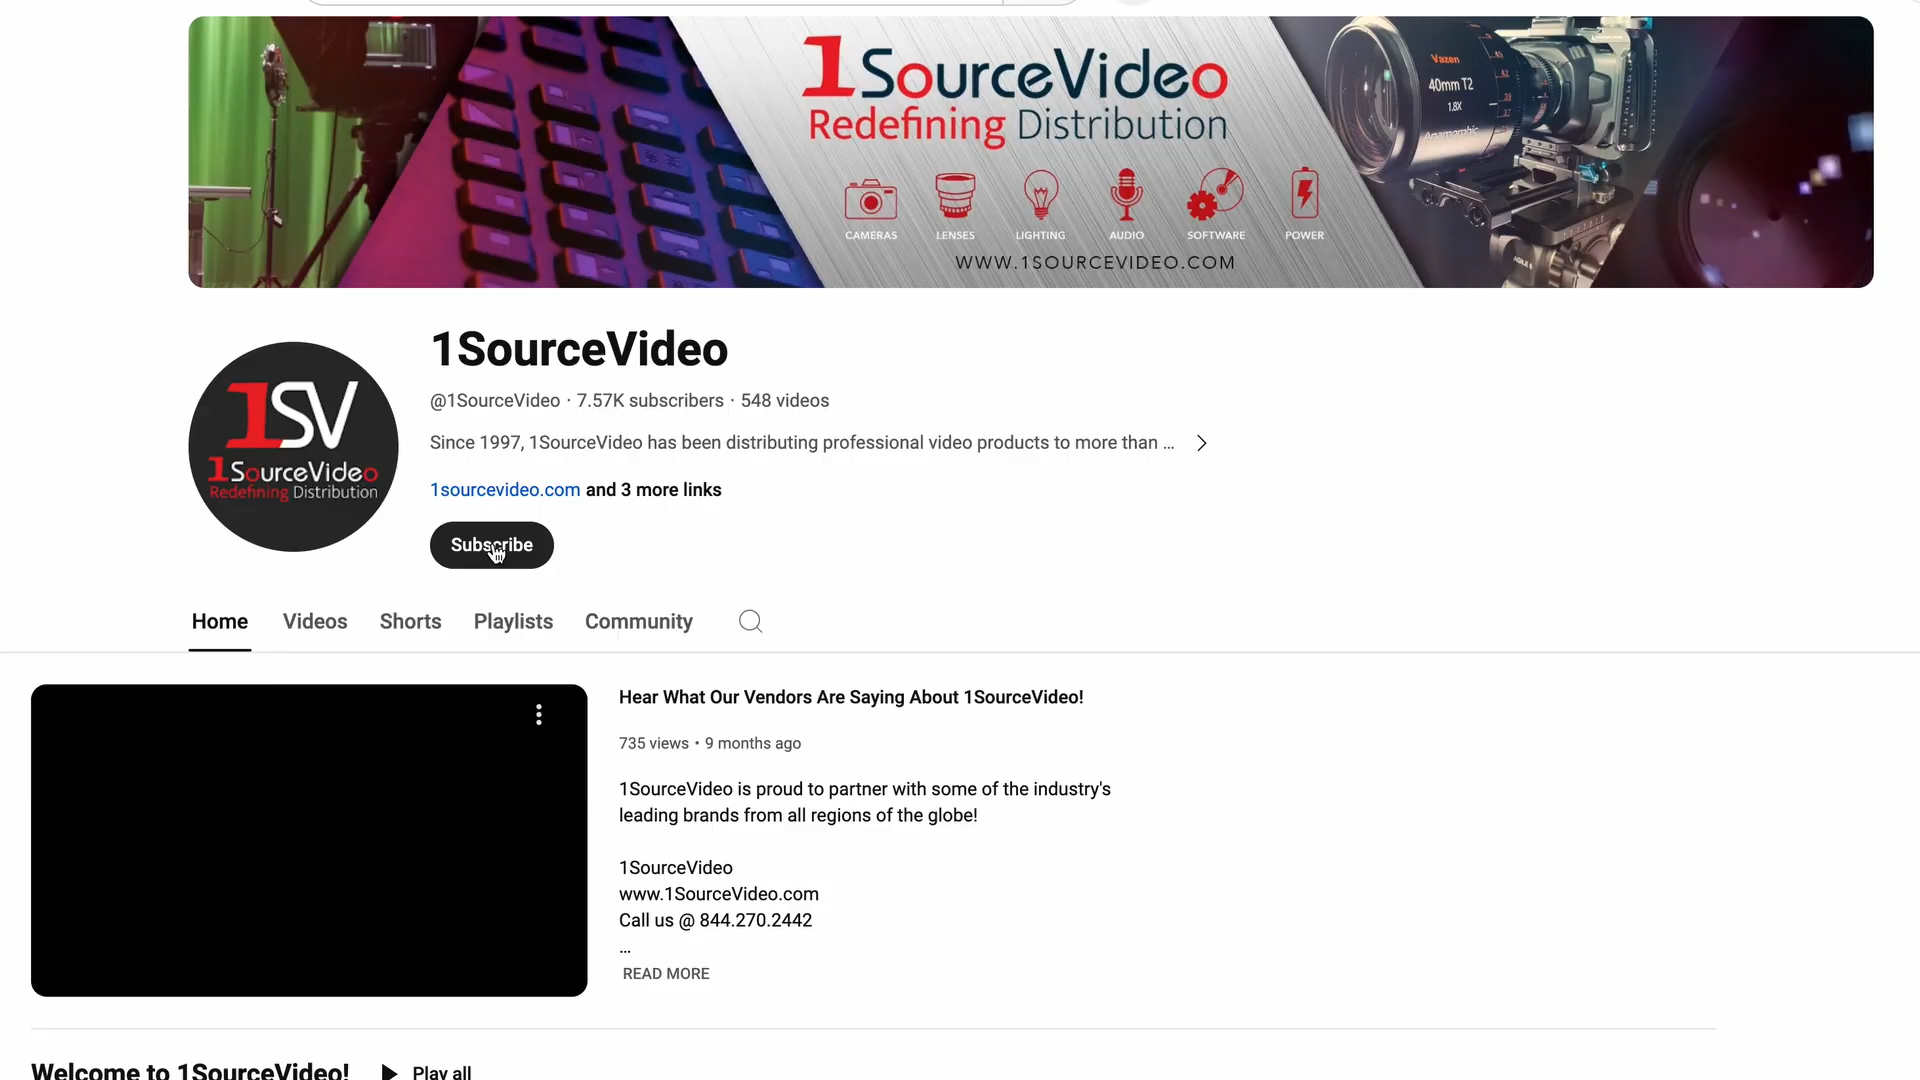 1SourceVideo
Redefining Distribution
CAMERAS LENSES LIGHTING AUDIO SOFTWARE POWER
WWW.1SOURCEVIDEO.COM
Vazen
40mm T2
1.8X
Anamorphic
1SourceVideo
@1SourceVideo · 7.57K subscribers · 548 videos
Since 1997, 1SourceVideo has been distributing professional video products to more than ...
1sourcevideo.com and 3 more links
Subscribe
1SV
1SourceVideo
Redefining Distribution
Home Videos Shorts Playlists Community
Hear What Our Vendors Are Saying About 1SourceVideo!
735 views • 9 months ago
1SourceVideo is proud to partner with some of the industry's
leading brands from all regions of the globe!
1SourceVideo
www.1SourceVideo.com
Call us @ 844.270.2442
...
READ MORE
Welcome to 1SourceVideo! Play all